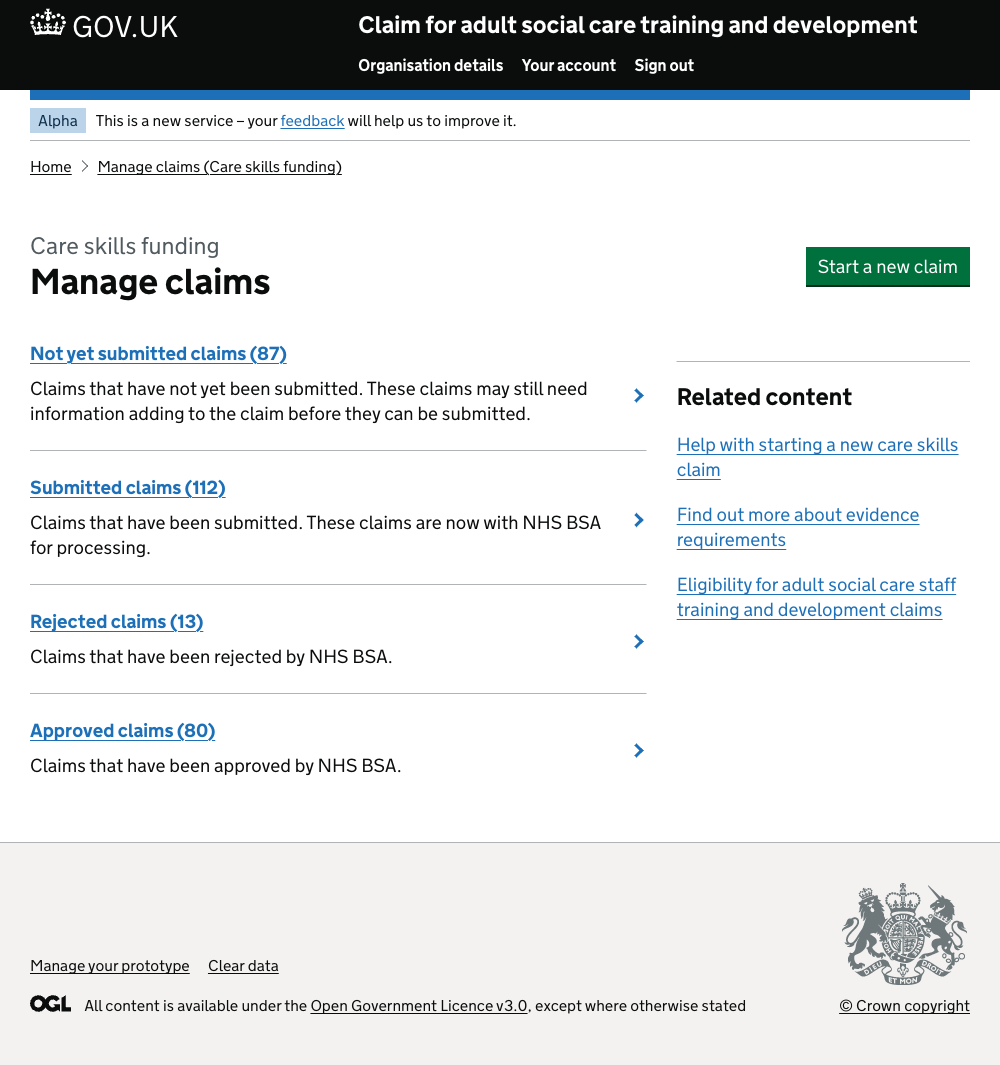 GOV.UK
Claim for adult social care training and development
Organisation details Your account Sign out
Alpha This is a new service – your feedback will help us to improve it.
Home Manage claims (Care skills funding)
Care skills funding
Manage claims
Start a new claim
Not yet submitted claims (87)
Claims that have not yet been submitted. These claims may still need
information adding to the claim before they can be submitted.
Submitted claims (112)
Claims that have been submitted. These claims are now with NHS BSA
for processing.
Rejected claims (13)
Claims that have been rejected by NHS BSA.
Approved claims (80)
Claims that have been approved by NHS BSA.
Related content
Help with starting a new care skills
claim
Find out more about evidence
requirements
Eligibility for adult social care staff
training and development claims
Manage your prototype Clear data
OGL All content is available under the Open Government Licence v3.0, except where otherwise stated
DIEU ET MON DROIT
© Crown copyright